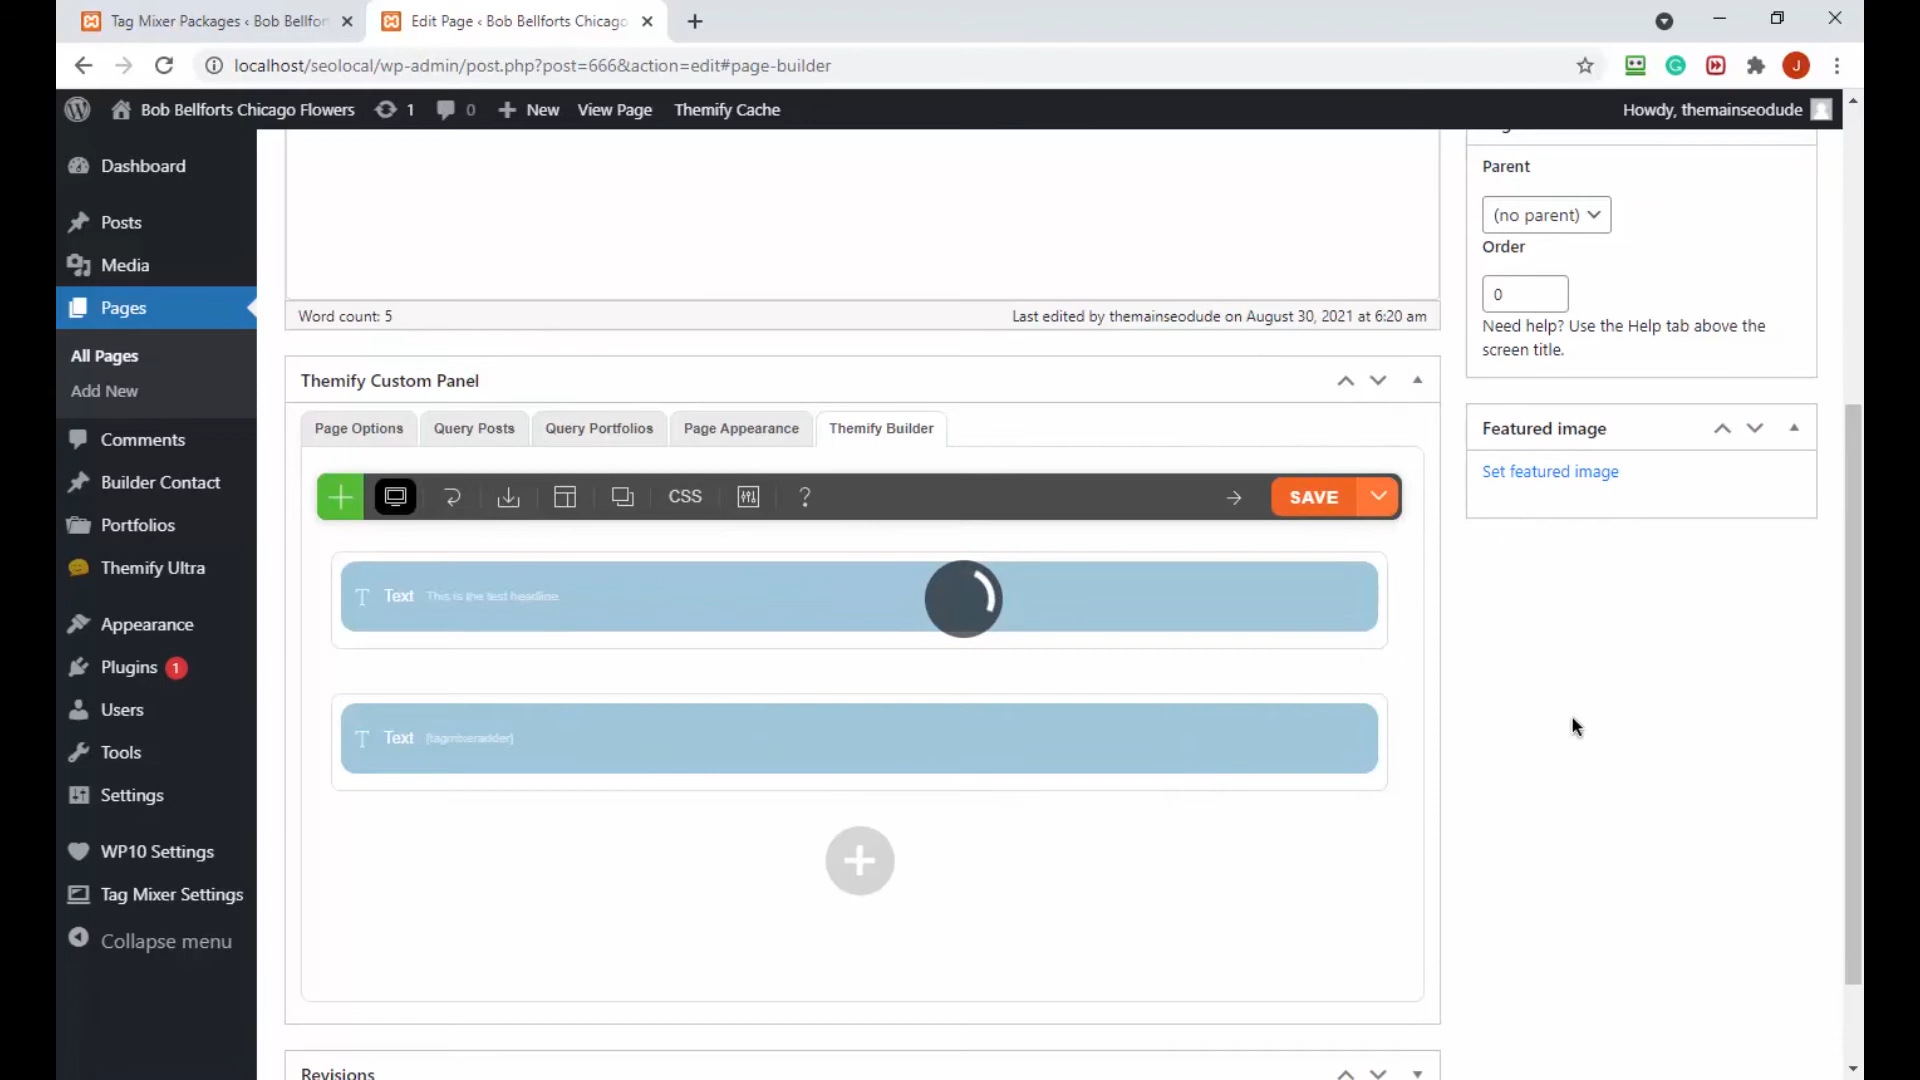 Tag Mixer Packages ‹ Bob Bellfor
Edit Page ‹ Bob Bellforts Chicago
localhost/seolocal/wp-admin/post.php?post=666&action=edit#page-builder
J
Bob Bellforts Chicago Flowers
1
0
New
View Page
Themify Cache
Howdy, themainseodude
Dashboard
Posts
Media
Pages
All Pages
Add New
Comments
Builder Contact
Portfolios
Themify Ultra
Appearance
Plugins 1
Users
Tools
Settings
WP10 Settings
Tag Mixer Settings
Collapse menu
Word count: 5
Last edited by themainseodude on August 30, 2021 at 6:20 am
Themify Custom Panel
Page Options
Query Posts
Query Portfolios
Page Appearance
Themify Builder
CSS
?
SAVE
T Text This is the test headline
T Text [tagmixeradder]
Revisions
Parent
(no parent)
Order
0
Need help? Use the Help tab above the
screen title.
Featured image
Set featured image